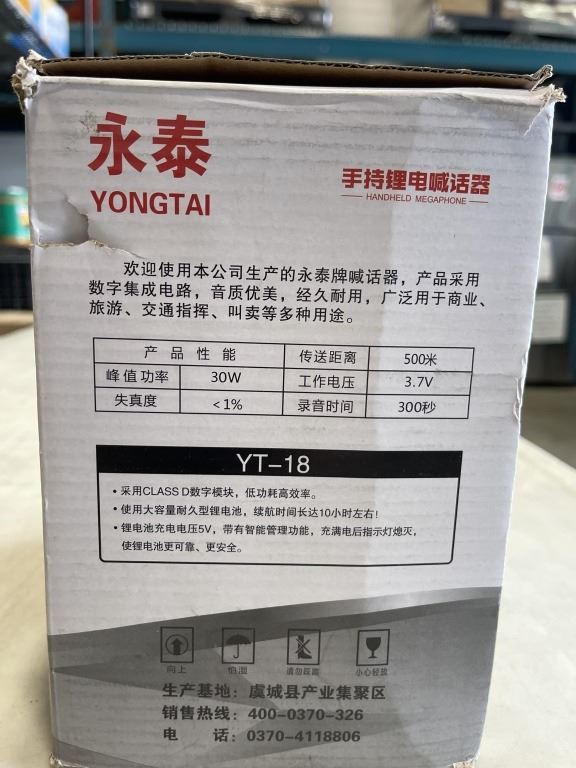 永泰
YONGTAI
手持锂电喊话器
HANDHELD MEGAPHONE
欢迎使用本公司生产的永泰牌喊话器，产品采用
数字集成电路，音质优美，经久耐用，广泛用于商业、
旅游、交通指挥、叫卖等多种用途。
产品性能 传送距离 500米
峰值功率 30W 工作电压 3.7V
失真度 <1% 录音时间 300秒
YT-18
• 采用CLASS D数字模块，低功耗高效率。
• 使用大容量耐久型锂电池，续航时间长达10小时左右！
• 锂电池充电电压5V，带有智能管理功能，充满电后指示灯熄灭，
使锂电池更可靠、更安全。
向上 怕湿 请勿踩踏 小心轻放
生产基地：虞城县产业集聚区
销售热线：400-0370-326
电 话：0370-4118806